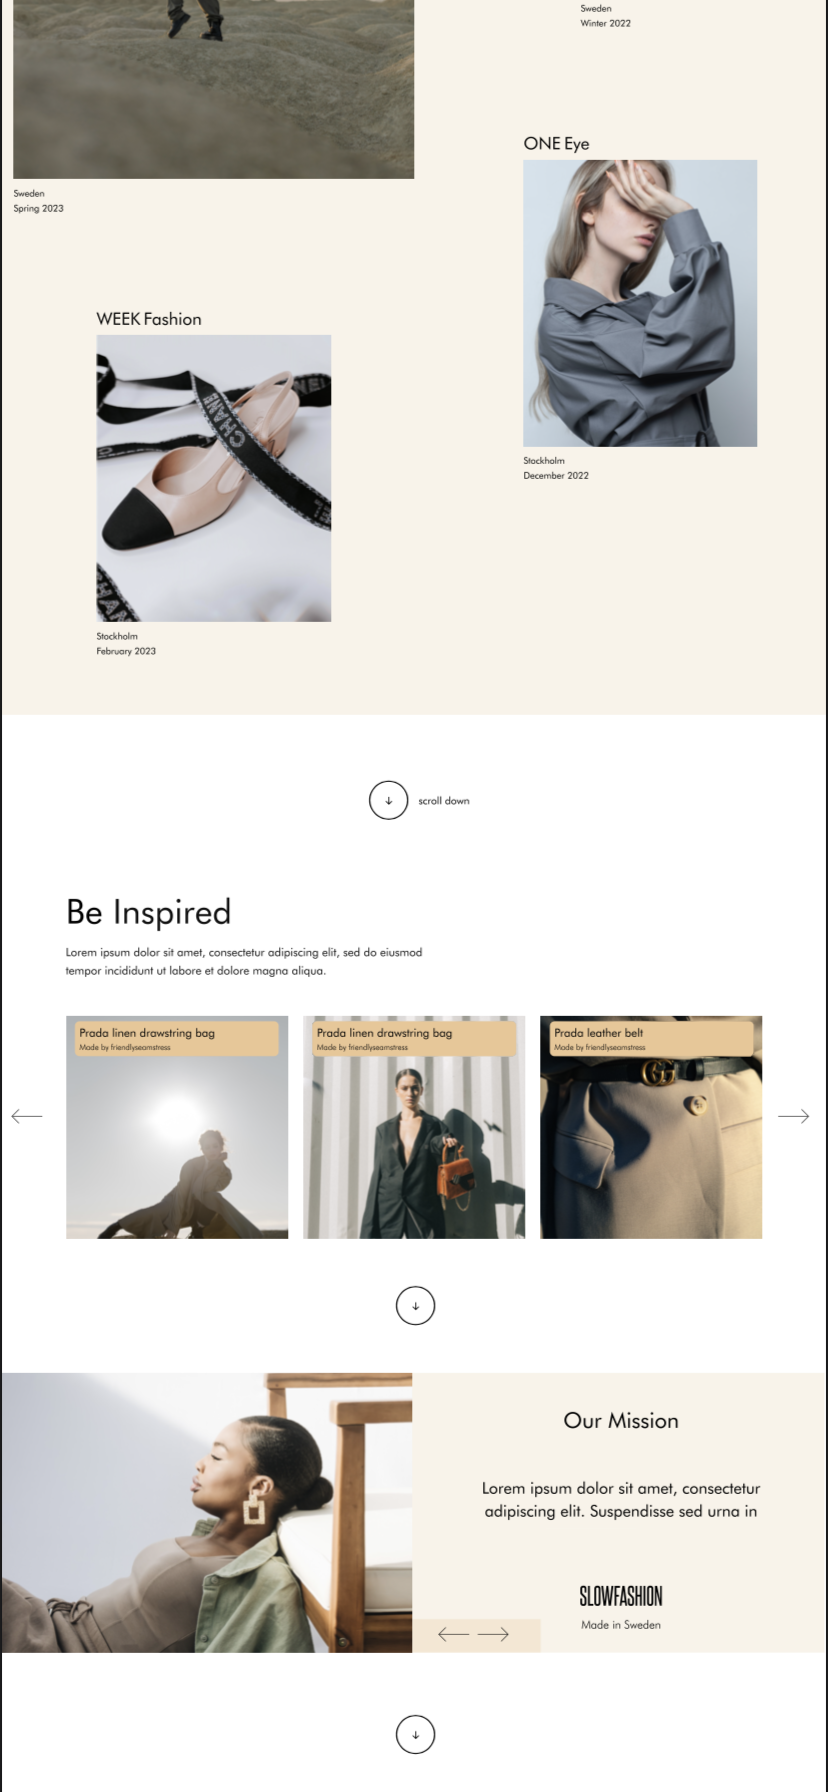 Sweden
Winter 2022
Sweden
Spring 2023
ONE Eye
Stockholm
December 2022
WEEK Fashion
CHANEL
CHAN
Stockholm
February 2023
scroll down
Be Inspired
Lorem ipsum dolor sit amet, consectetur adipiscing elit, sed do eiusmod
tempor incididunt ut labore et dolore magna aliqua.
Prada linen drawstring bag
Made by friendlyseamstress
Prada linen drawstring bag
Made by friendlyseamstress
Prada leather belt
Made by friendlyseamstress
Our Mission
Lorem ipsum dolor sit amet, consectetur
adipiscing elit. Suspendisse sed urna in
SLOWFASHION
Made in Sweden